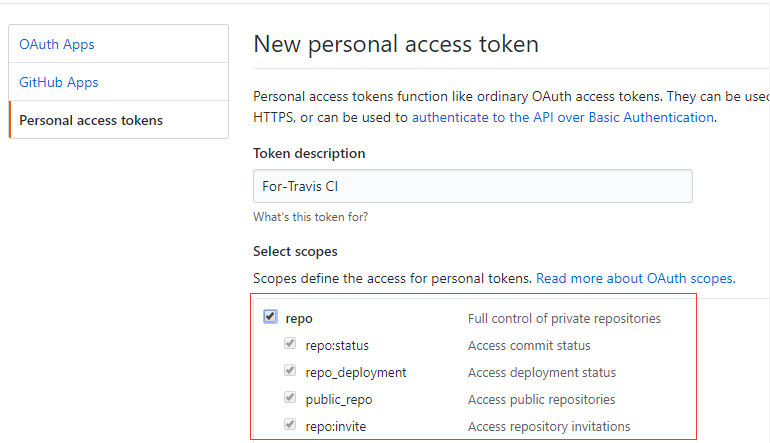 OAuth Apps
GitHub Apps
Personal access tokens
New personal access token
Personal access tokens function like ordinary OAuth access tokens. They can be used
HTTPS, or can be used to authenticate to the API over Basic Authentication.
Token description
For-Travis CI
What's this token for?
Select scopes
Scopes define the access for personal tokens. Read more about OAuth scopes.
repo Full control of private repositories
repo:status Access commit status
repo_deployment Access deployment status
public_repo Access public repositories
repo:invite Access repository invitations